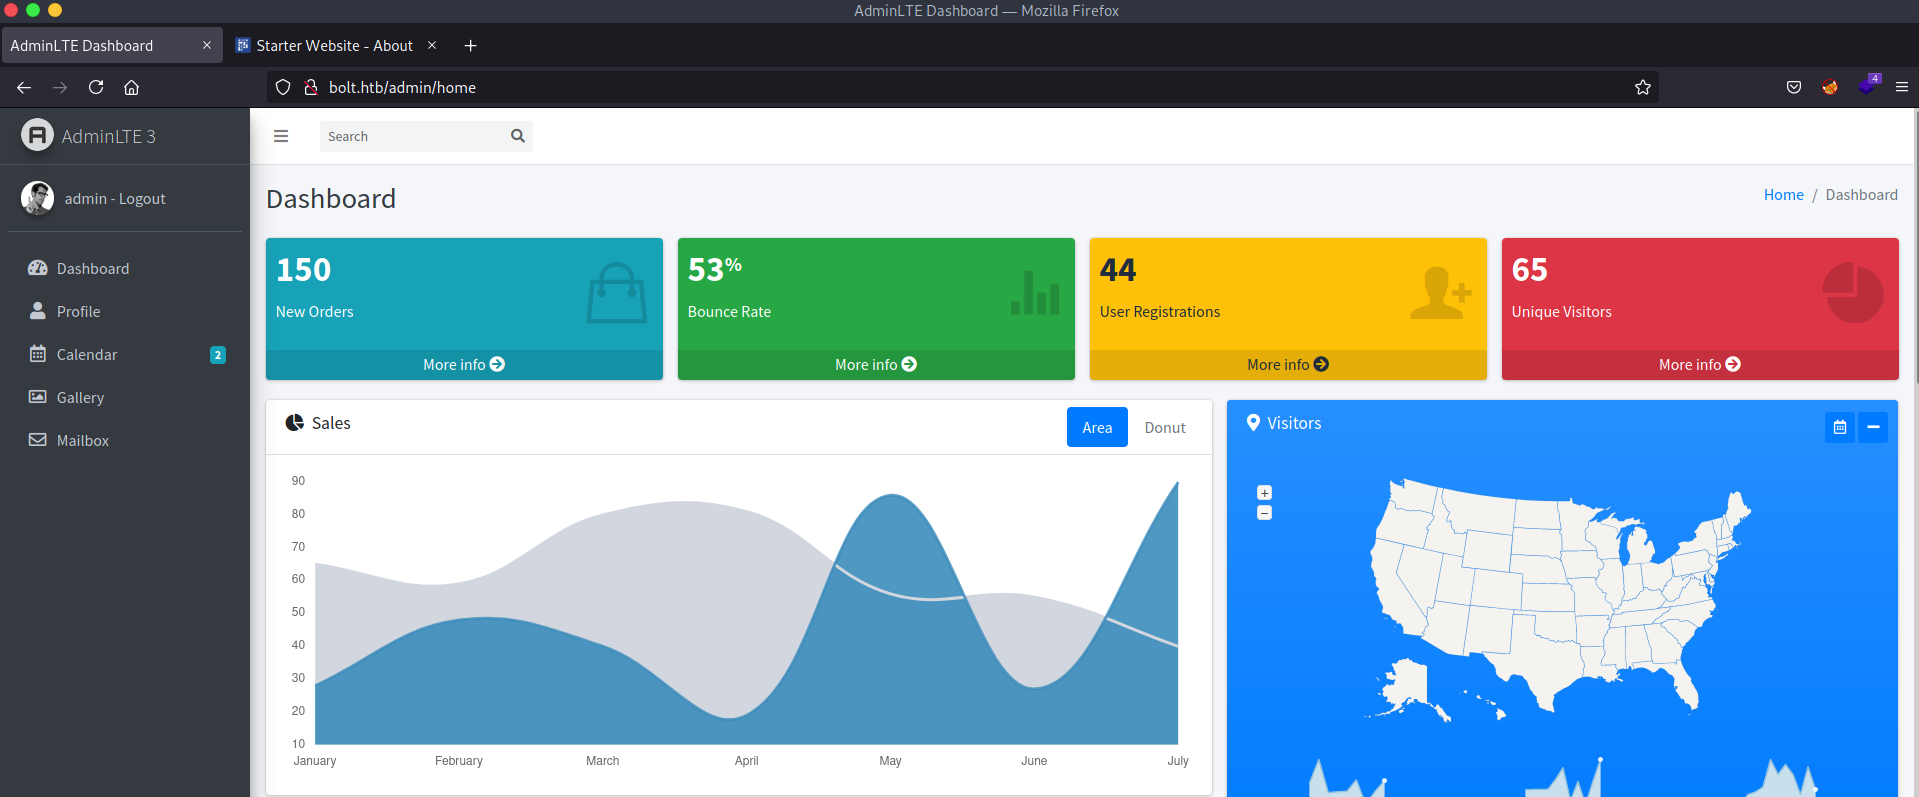 AdminLTE Dashboard — Mozilla Firefox
AdminLTE Dashboard
Starter Website - About
bolt.htb/admin/home
4
AdminLTE 3
Search
admin - Logout
Dashboard
Home / Dashboard
Dashboard
Profile
Calendar 2
Gallery
Mailbox
150
New Orders
More info
53%
Bounce Rate
More info
44
User Registrations
More info
65
Unique Visitors
More info
Sales
Area Donut
90
80
70
60
50
40
30
20
10
January February March April May June July
Visitors
+
−